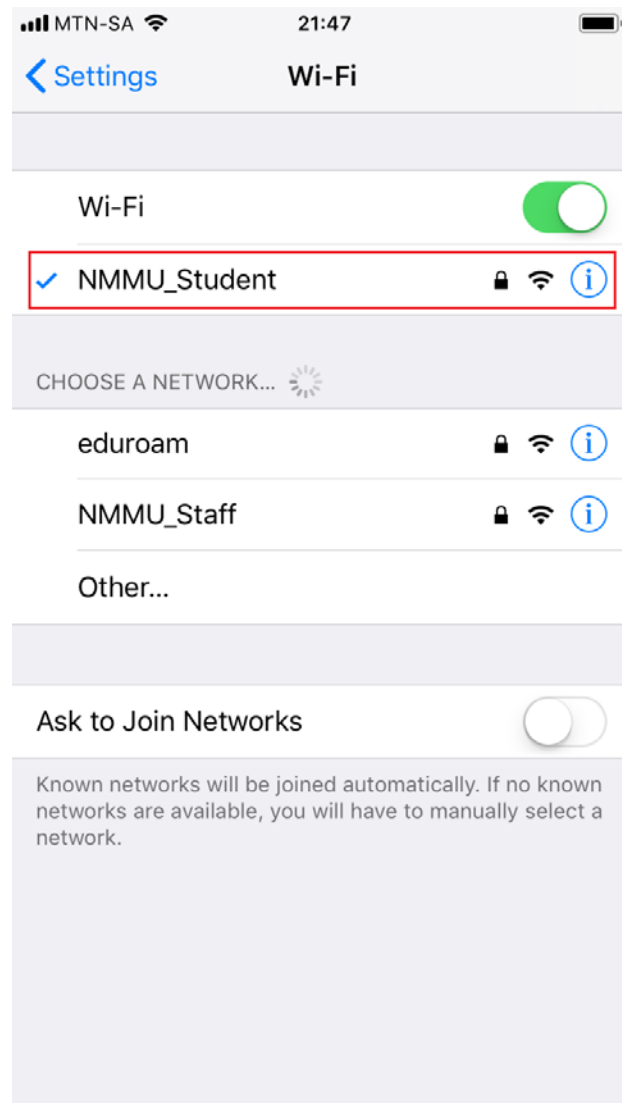 MTN-SA 21:47
Settings Wi-Fi
Wi-Fi
NMMU_Student
CHOOSE A NETWORK...
eduroam
NMMU_Staff
Other...
Ask to Join Networks
Known networks will be joined automatically. If no known
networks are available, you will have to manually select a
network.